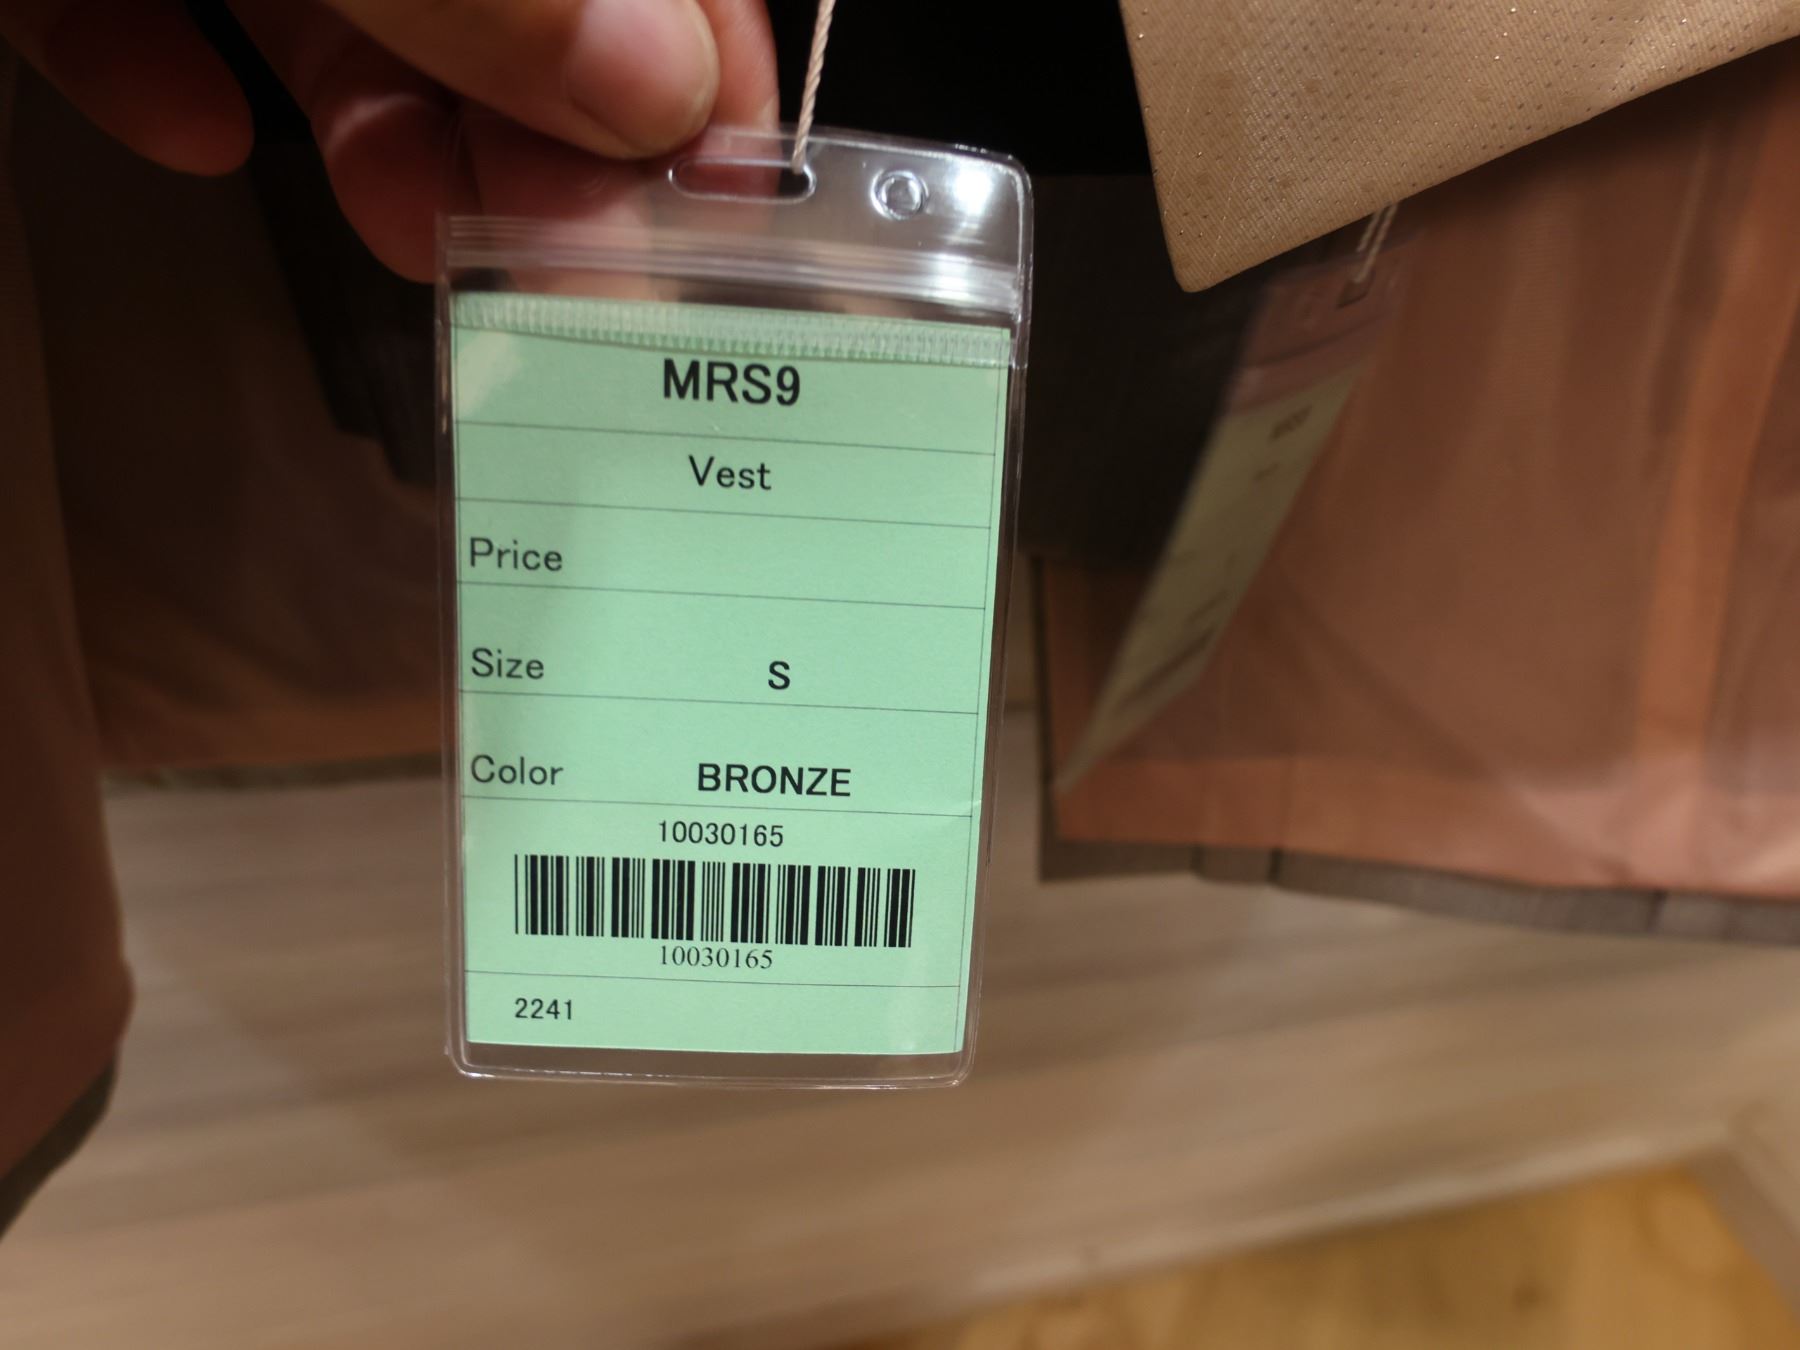 MRS9
Vest
Price
Size S
Color BRONZE
10030165
10030165
2241